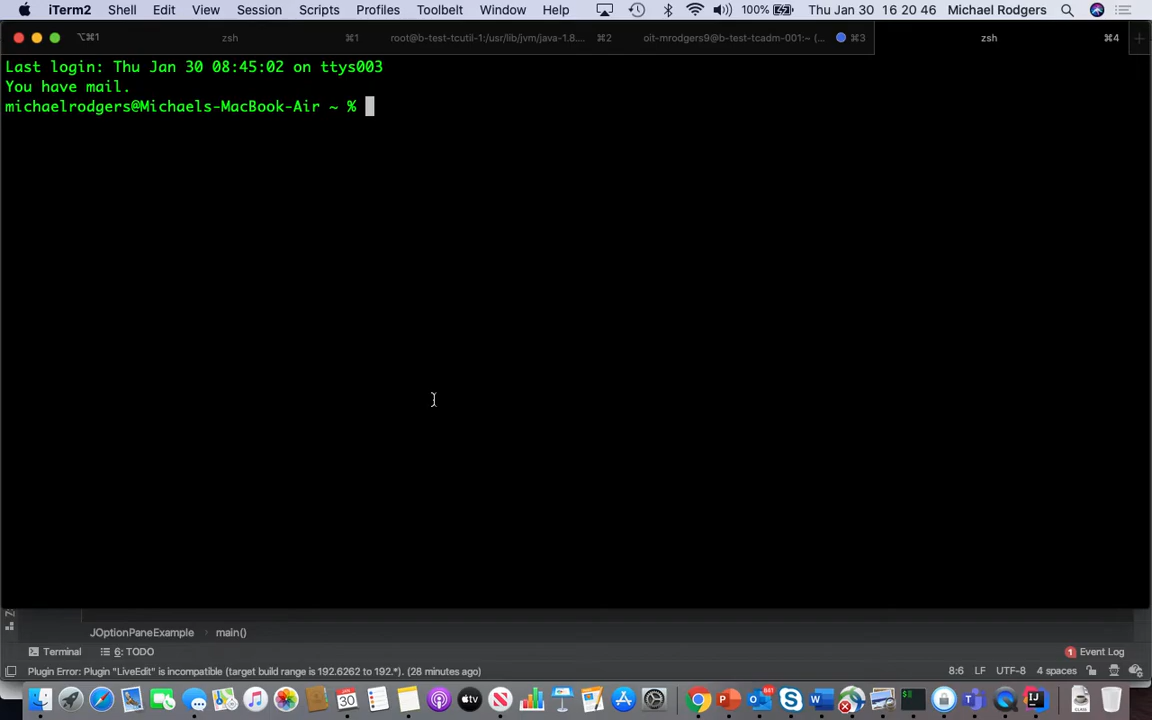 iTerm2 Shell Edit View Session Scripts Profiles Toolbelt Window Help 100% Thu Jan 30 16 20 46 Michael Rodgers
⌥⌘1 zsh ⌘1 root@b-test-tcutil-1:/usr/lib/jvm/java-1.8.... ⌘2 oit-mrodgers9@b-test-tcadm-001:~ (... ⌘3 zsh ⌘4
Last login: Thu Jan 30 08:45:02 on ttys003
You have mail.
michaelrodgers@Michaels-MacBook-Air ~ %
JOptionPaneExample › main()
Terminal 6: TODO 1 Event Log
Plugin Error: Plugin "LiveEdit" is incompatible (target build range is 192.6262 to 192.*) (28 minutes ago) 8:6 LF UTF-8 4 spaces
30